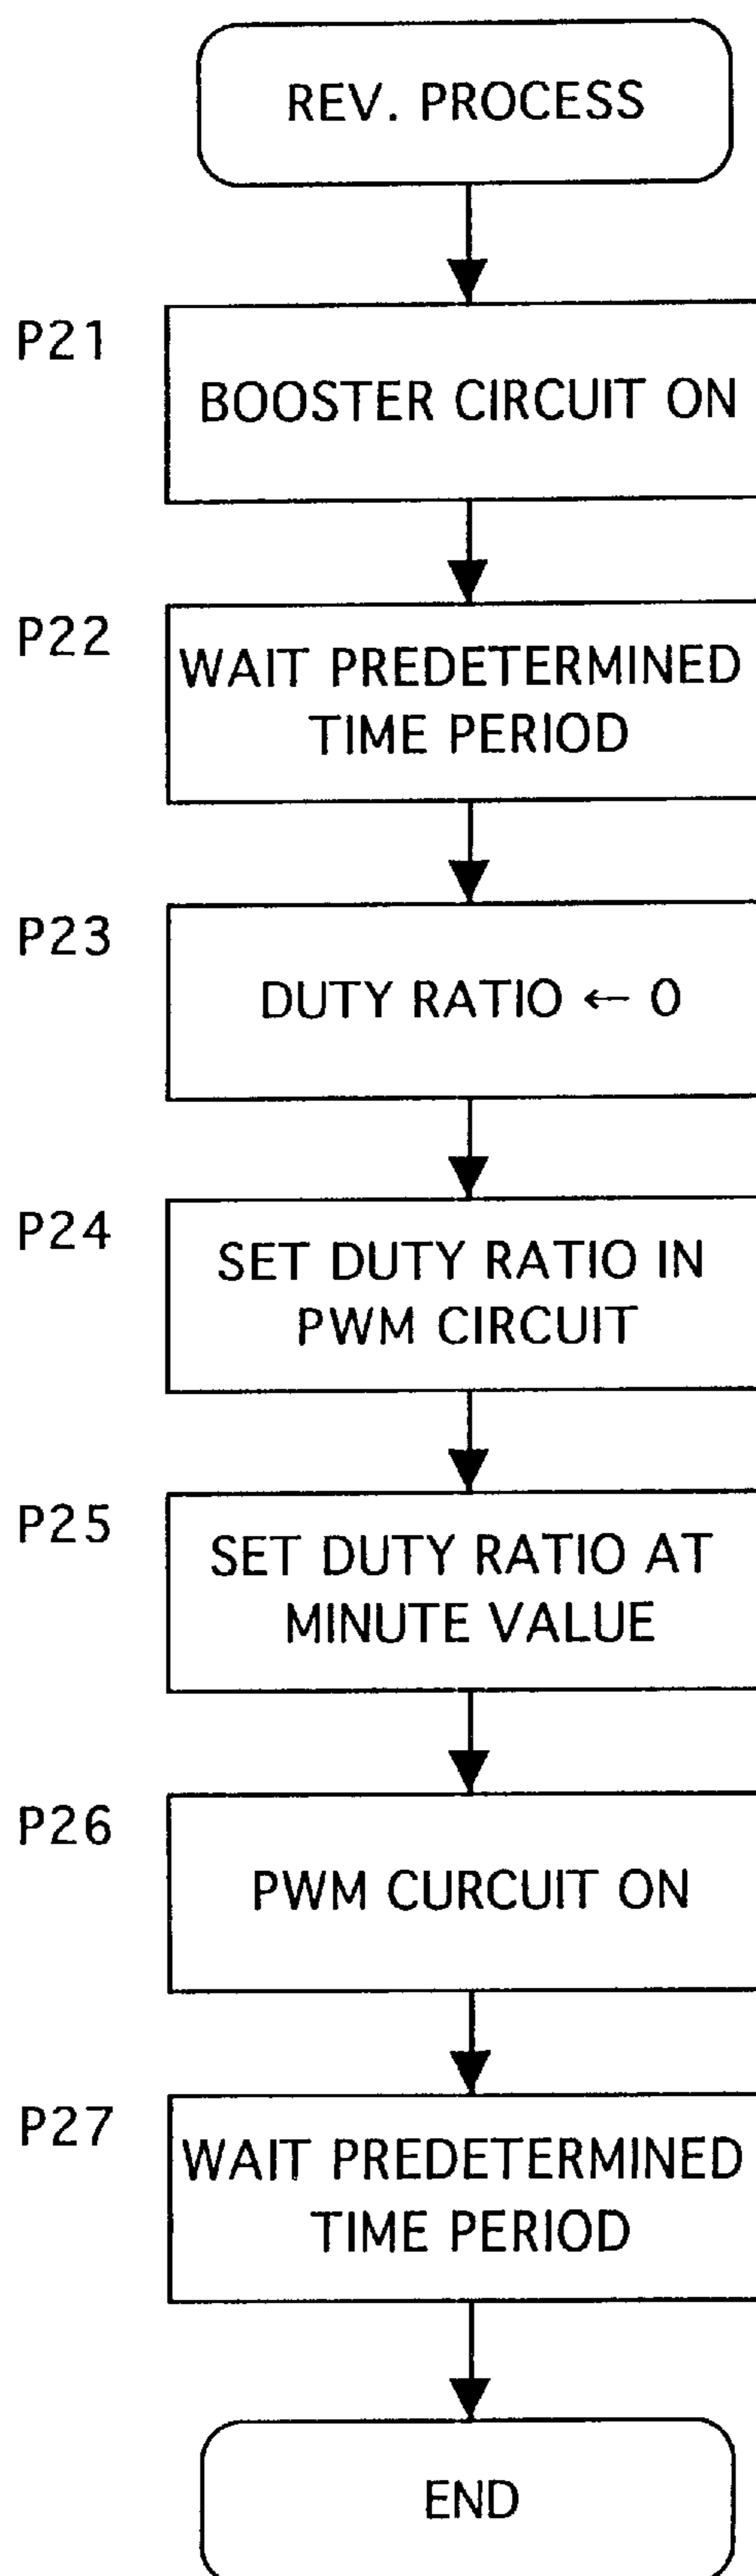 REV. PROCESS
P21
BOOSTER CIRCUIT ON
P22
WAIT PREDETERMINED
TIME PERIOD
P23
DUTY RATIO ← 0
P24
SET DUTY RATIO IN
PWM CIRCUIT
P25
SET DUTY RATIO AT
MINUTE VALUE
P26
PWM CURCUIT ON
P27
WAIT PREDETERMINED
TIME PERIOD
END